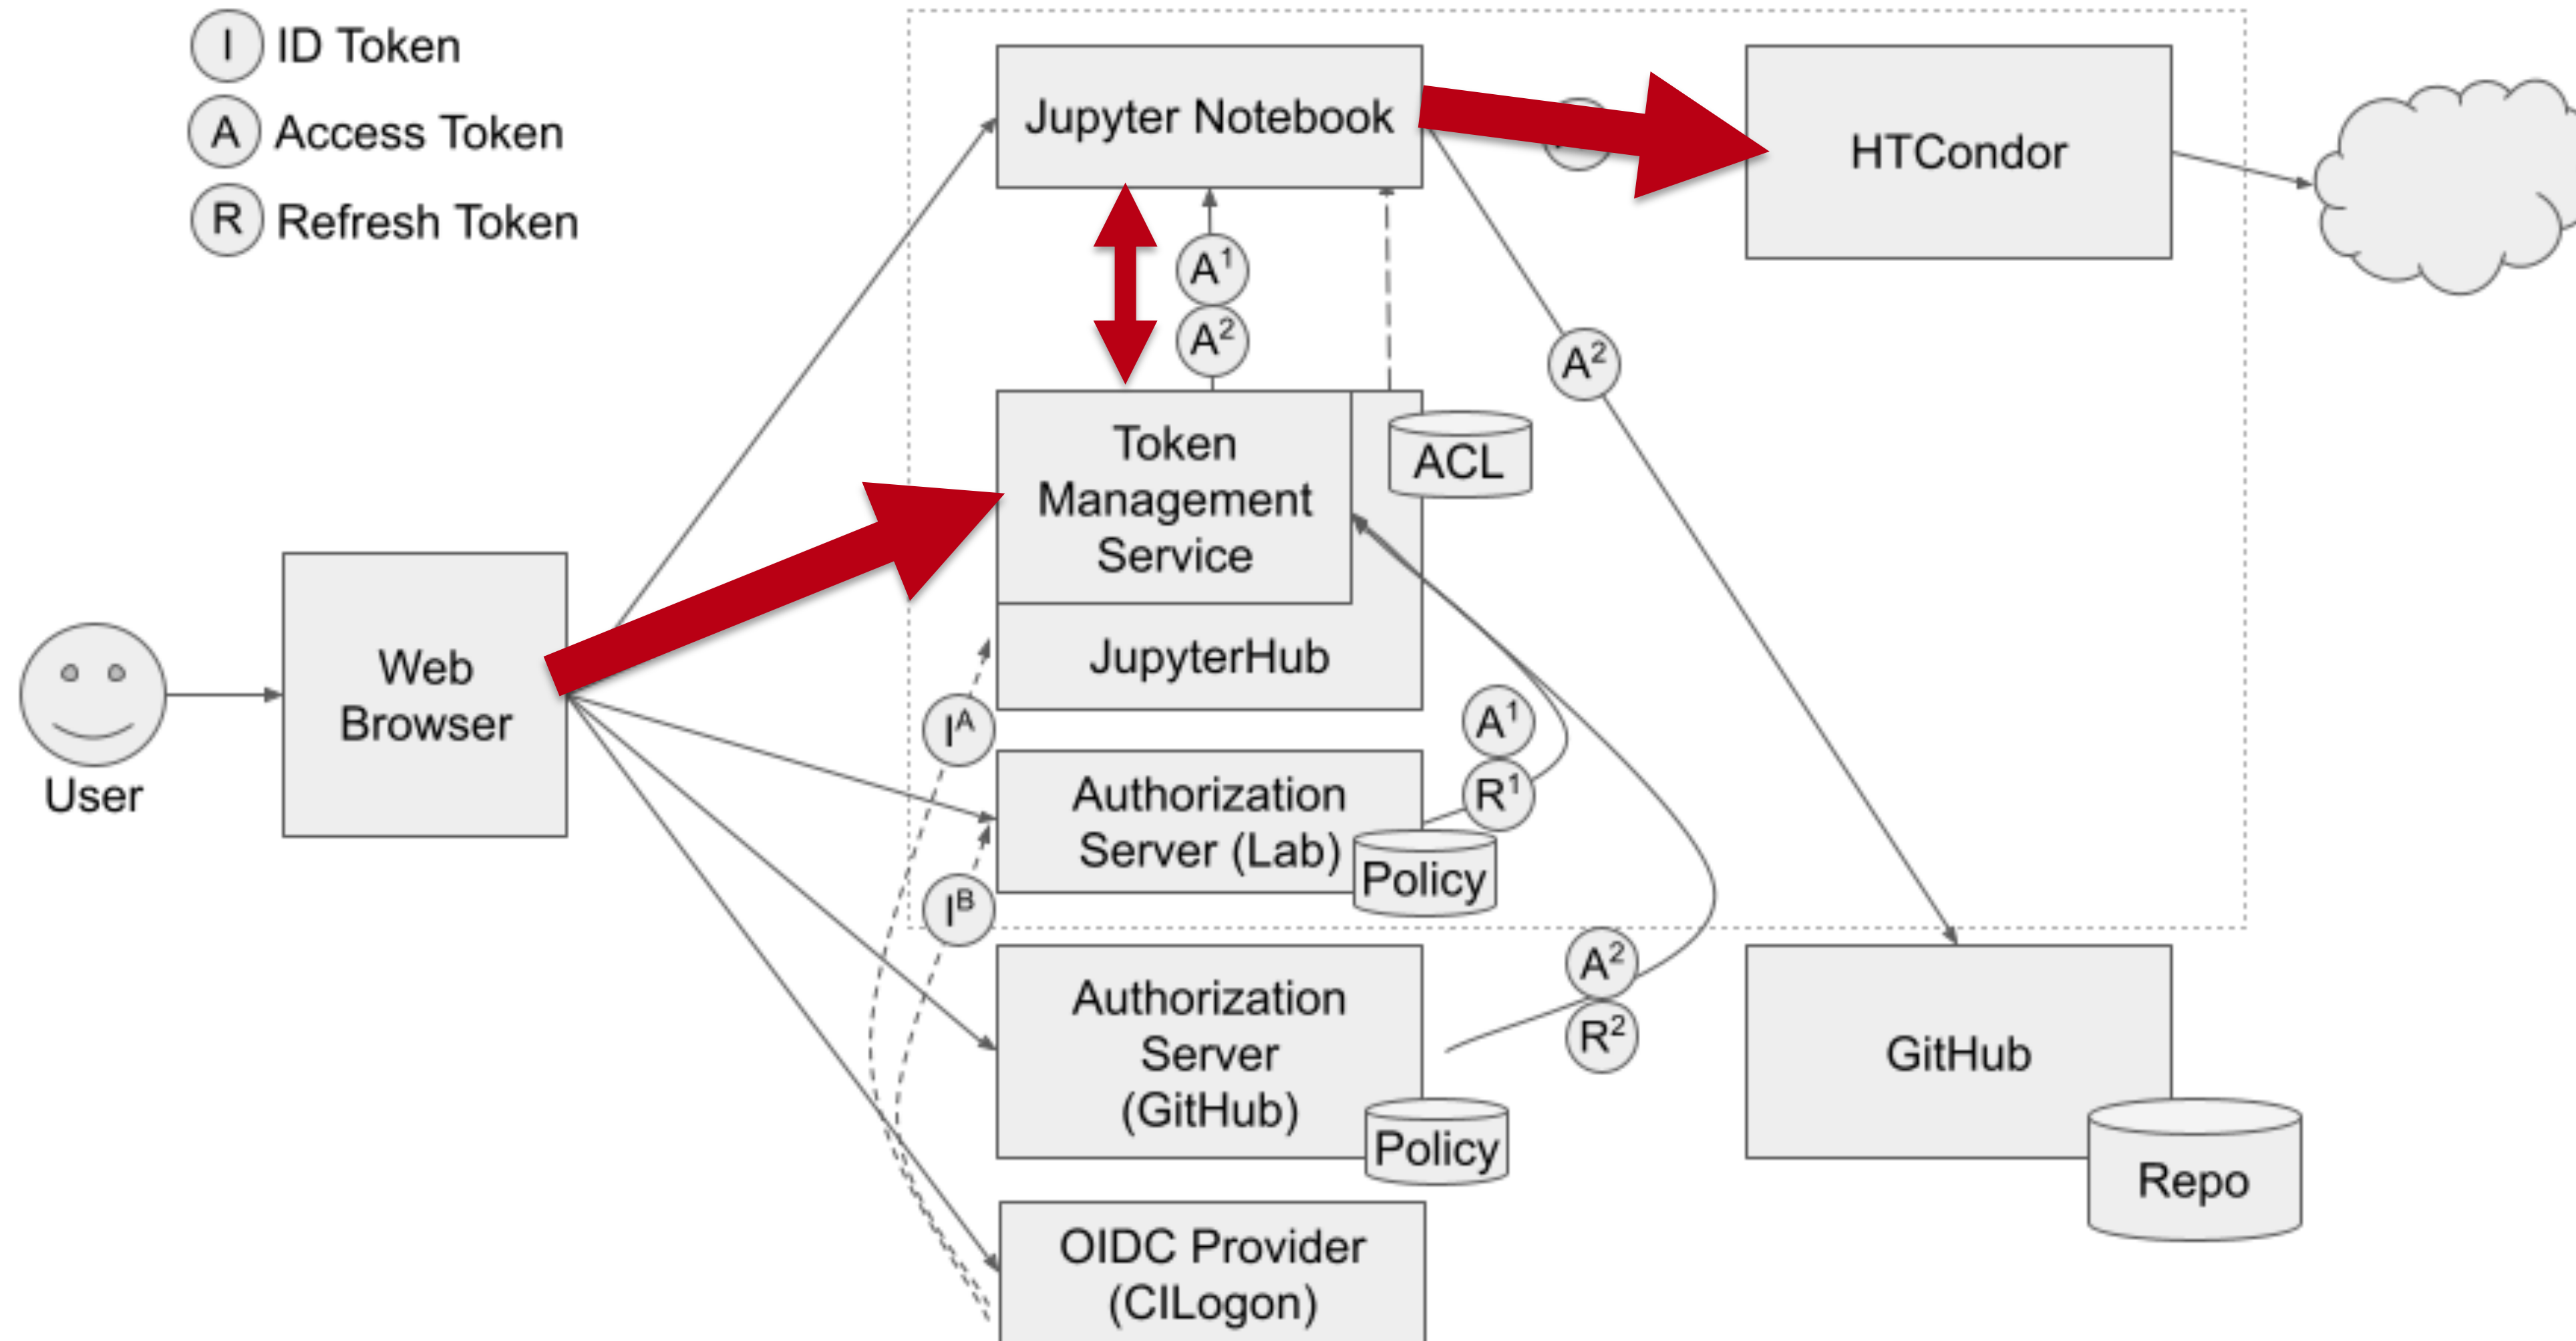 I ID Token
A Access Token
R Refresh Token
Jupyter Notebook
HTCondor
A1
A2
A2
Token
Management
Service
ACL
JupyterHub
Web
Browser
User
IA
A1
R1
Authorization
Server (Lab)
Policy
IB
A2
R2
Authorization
Server
(GitHub)
Policy
GitHub
Repo
OIDC Provider
(CILogon)